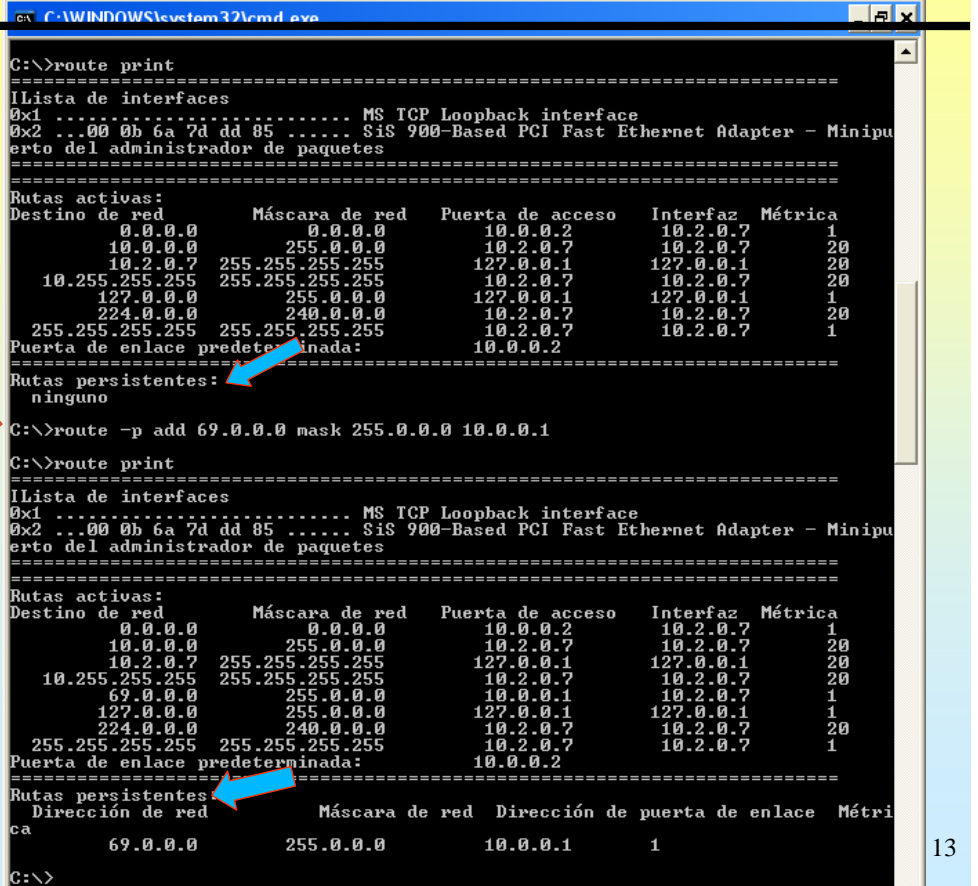 C:\WINDOWS\system32\cmd.exe
C:\>route print
===========================================================================
ILista de interfaces
0x1 ........................... MS TCP Loopback interface
0x2 ...00 0b 6a 7d dd 85 ...... SiS 900-Based PCI Fast Ethernet Adapter - Minipu
erto del administrador de paquetes
===========================================================================
===========================================================================
Rutas activas:
Destino de red        Máscara de red   Puerta de acceso   Interfaz  Métrica
0.0.0.0          0.0.0.0         10.0.0.2        10.2.0.7       1
10.0.0.0        255.0.0.0         10.2.0.7        10.2.0.7       20
10.2.0.7  255.255.255.255        127.0.0.1       127.0.0.1       20
10.255.255.255  255.255.255.255         10.2.0.7        10.2.0.7       20
127.0.0.0        255.0.0.0        127.0.0.1       127.0.0.1       1
224.0.0.0        240.0.0.0         10.2.0.7        10.2.0.7       20
255.255.255.255  255.255.255.255         10.2.0.7        10.2.0.7       1
Puerta de enlace predeterminada:          10.0.0.2
===========================================================================
Rutas persistentes:
ninguno
C:\>route -p add 69.0.0.0 mask 255.0.0.0 10.0.0.1
C:\>route print
===========================================================================
ILista de interfaces
0x1 ........................... MS TCP Loopback interface
0x2 ...00 0b 6a 7d dd 85 ...... SiS 900-Based PCI Fast Ethernet Adapter - Minipu
erto del administrador de paquetes
===========================================================================
===========================================================================
Rutas activas:
Destino de red        Máscara de red   Puerta de acceso   Interfaz  Métrica
0.0.0.0          0.0.0.0         10.0.0.2        10.2.0.7       1
10.0.0.0        255.0.0.0         10.2.0.7        10.2.0.7       20
10.2.0.7  255.255.255.255        127.0.0.1       127.0.0.1       20
10.255.255.255  255.255.255.255         10.2.0.7        10.2.0.7       20
69.0.0.0        255.0.0.0         10.0.0.1        10.2.0.7       1
127.0.0.0        255.0.0.0        127.0.0.1       127.0.0.1       1
224.0.0.0        240.0.0.0         10.2.0.7        10.2.0.7       20
255.255.255.255  255.255.255.255         10.2.0.7        10.2.0.7       1
Puerta de enlace predeterminada:          10.0.0.2
===========================================================================
Rutas persistentes:
Dirección de red          Máscara de red  Dirección de puerta de enlace  Métri
ca
69.0.0.0        255.0.0.0         10.0.0.1       1
C:\>
13